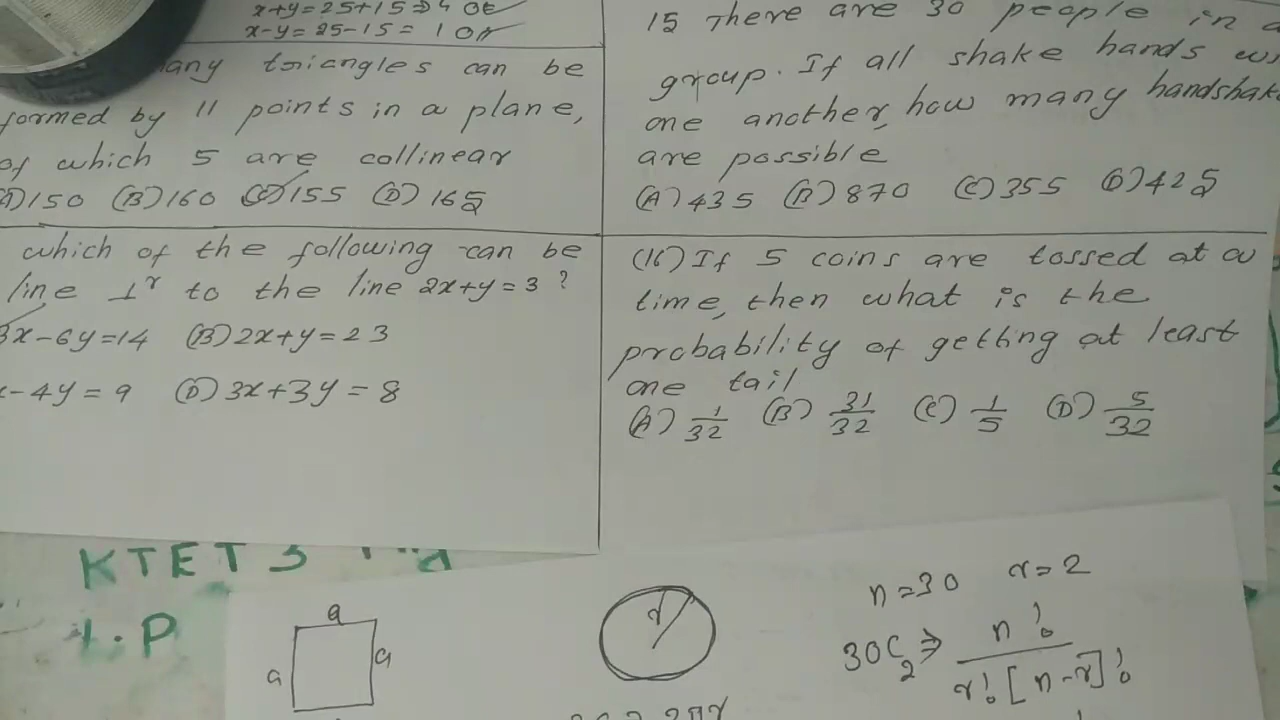 x+y=25+15⇒40
x-y=25-15=10
many triangles can be
formed by 11 points in a plane,
of which 5 are collinear
(A)150 (B)160 (C)155 (D)165
which of the following can be
line ⊥r to the line 2x+y=3?
3x-6y=14 (B)2x+y=23
-4y=9 (D)3x+3y=8
15 There are 30 people in a
group. If all shake hands
one another, how many handshak
are possible
(A)435 (B)870 (C)355 (D)425
(16) If 5 coins are tossed at a
time, then what is the
probability of getting at least
one tail
(A) 1/32 (B) 31/32 (C) 1/5 (D) 5/32
KTET 3
1.P
a
a
a
r
n=30 r=2
30C2⇒ n!/r![n-r]!